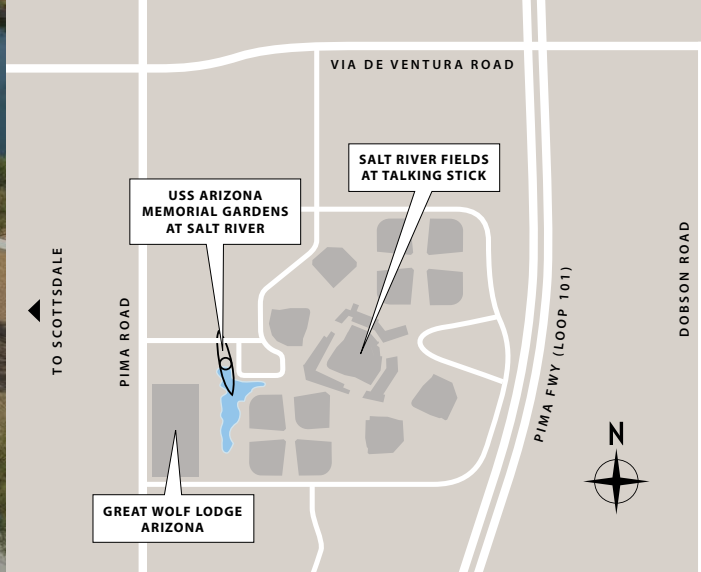 VIA DE VENTURA ROAD
SALT RIVER FIELDS
AT TALKING STICK
USS ARIZONA
MEMORIAL GARDENS
AT SALT RIVER
TO SCOTTSDALE
PIMA ROAD
PIMA FWY (LOOP 101)
DOBSON ROAD
N
GREAT WOLF LODGE
ARIZONA